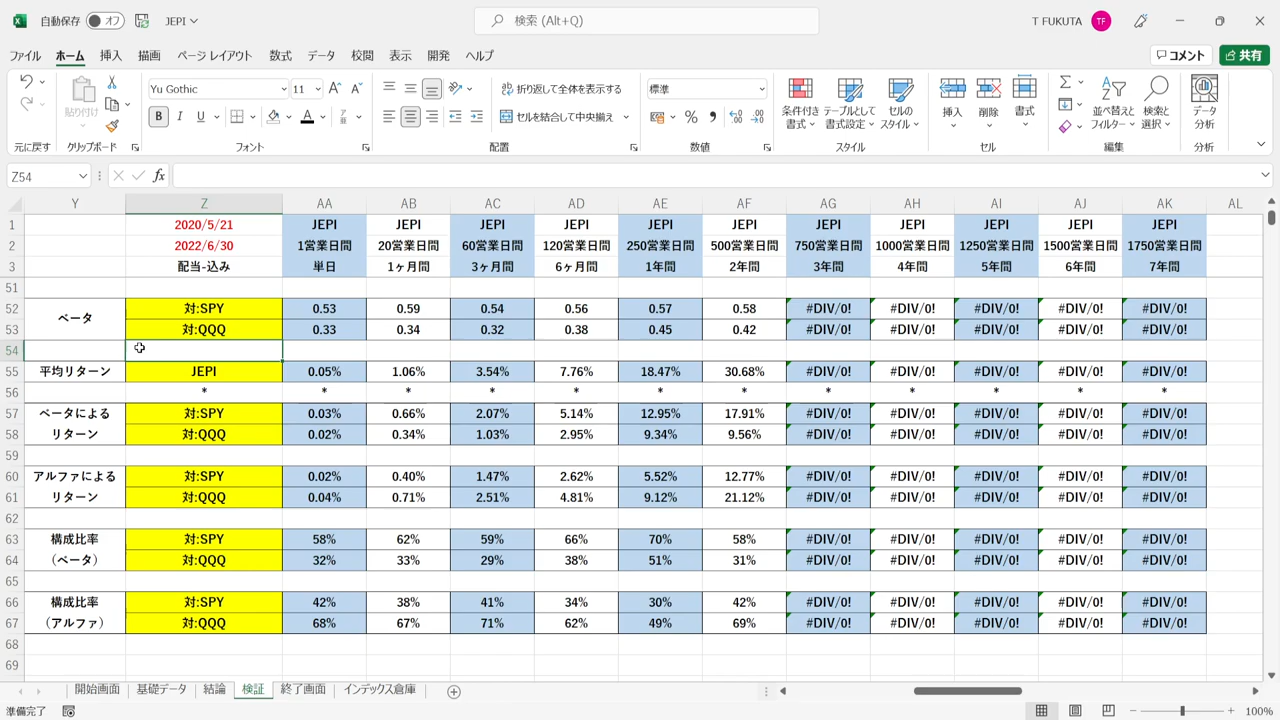 自動保存 オフ JEPI 検索 (Alt+Q) T FUKUTA TF
ファイル ホーム 挿入 描画 ページ レイアウト 数式 データ 校閲 表示 開発 ヘルプ コメント 共有
Yu Gothic 11 折り返して全体を表示する 標準
貼り付け B I U A セルを結合して中央揃え % 条件付き 書式 テーブルとして 書式設定 セルの スタイル 挿入 削除 書式 並べ替えと フィルター 検索と 選択 データ 分析
元に戻す クリップボード フォント 配置 数値 スタイル セル 編集 分析
Z54 fx
Y Z AA AB AC AD AE AF AG AH AI AJ AK AL
1 2020/5/21 JEPI JEPI JEPI JEPI JEPI JEPI JEPI JEPI JEPI JEPI JEPI
2 2022/6/30 1営業日間 20営業日間 60営業日間 120営業日間 250営業日間 500営業日間 750営業日間 1000営業日間 1250営業日間 1500営業日間 1750営業日間
3 配当-込み 単日 1ヶ月間 3ヶ月間 6ヶ月間 1年間 2年間 3年間 4年間 5年間 6年間 7年間
51
52 ベータ 対:SPY 0.53 0.59 0.54 0.56 0.57 0.58 #DIV/0! #DIV/0! #DIV/0! #DIV/0! #DIV/0!
53 対:QQQ 0.33 0.34 0.32 0.38 0.45 0.42 #DIV/0! #DIV/0! #DIV/0! #DIV/0! #DIV/0!
54
55 平均リターン JEPI 0.05% 1.06% 3.54% 7.76% 18.47% 30.68% #DIV/0! #DIV/0! #DIV/0! #DIV/0! #DIV/0!
56 * * * * * * * * * * * *
57 ベータによる 対:SPY 0.03% 0.66% 2.07% 5.14% 12.95% 17.91% #DIV/0! #DIV/0! #DIV/0! #DIV/0! #DIV/0!
58 リターン 対:QQQ 0.02% 0.34% 1.03% 2.95% 9.34% 9.56% #DIV/0! #DIV/0! #DIV/0! #DIV/0! #DIV/0!
59
60 アルファによる 対:SPY 0.02% 0.40% 1.47% 2.62% 5.52% 12.77% #DIV/0! #DIV/0! #DIV/0! #DIV/0! #DIV/0!
61 リターン 対:QQQ 0.04% 0.71% 2.51% 4.81% 9.12% 21.12% #DIV/0! #DIV/0! #DIV/0! #DIV/0! #DIV/0!
62
63 構成比率 対:SPY 58% 62% 59% 66% 70% 58% #DIV/0! #DIV/0! #DIV/0! #DIV/0! #DIV/0!
64 （ベータ） 対:QQQ 32% 33% 29% 38% 51% 31% #DIV/0! #DIV/0! #DIV/0! #DIV/0! #DIV/0!
65
66 構成比率 対:SPY 42% 38% 41% 34% 30% 42% #DIV/0! #DIV/0! #DIV/0! #DIV/0! #DIV/0!
67 （アルファ） 対:QQQ 68% 67% 71% 62% 49% 69% #DIV/0! #DIV/0! #DIV/0! #DIV/0! #DIV/0!
68
69
開始画面 基礎データ 結論 検証 終了画面 インデックス倉庫
準備完了 100%